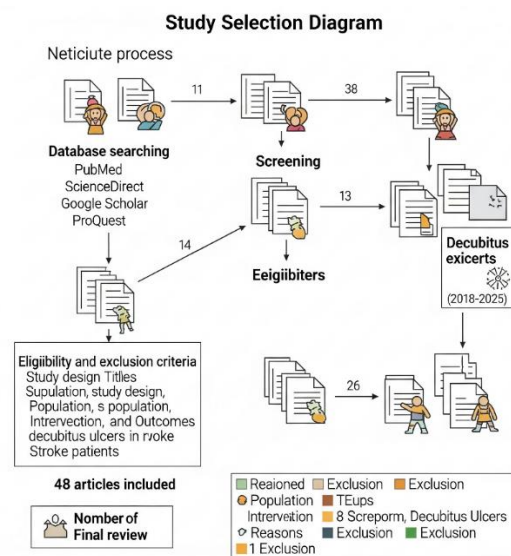 Study Selection Diagram
Neticiute process
11
38
Database searching
PubMed
ScienceDirect
Google Scholar
ProQuest
Screening
13
14
Eeigiibiters
Decubitus
exicerts
(2018-2025)
Eligiibility and exclusion criteria
Study design Titles
Supulation, study design,
Population, s population,
Intrervection, and Outcomes
decubitus ulcers in rvoke
Stroke patients
26
48 articles included
Nomber of
Final review
Reaioned
Exclusion
Exclusion
Population
TEups
Intervention
8 Screporm, Decubitus Ulcers
Reasons
Exclusion
Exclusion
1 Exclusion